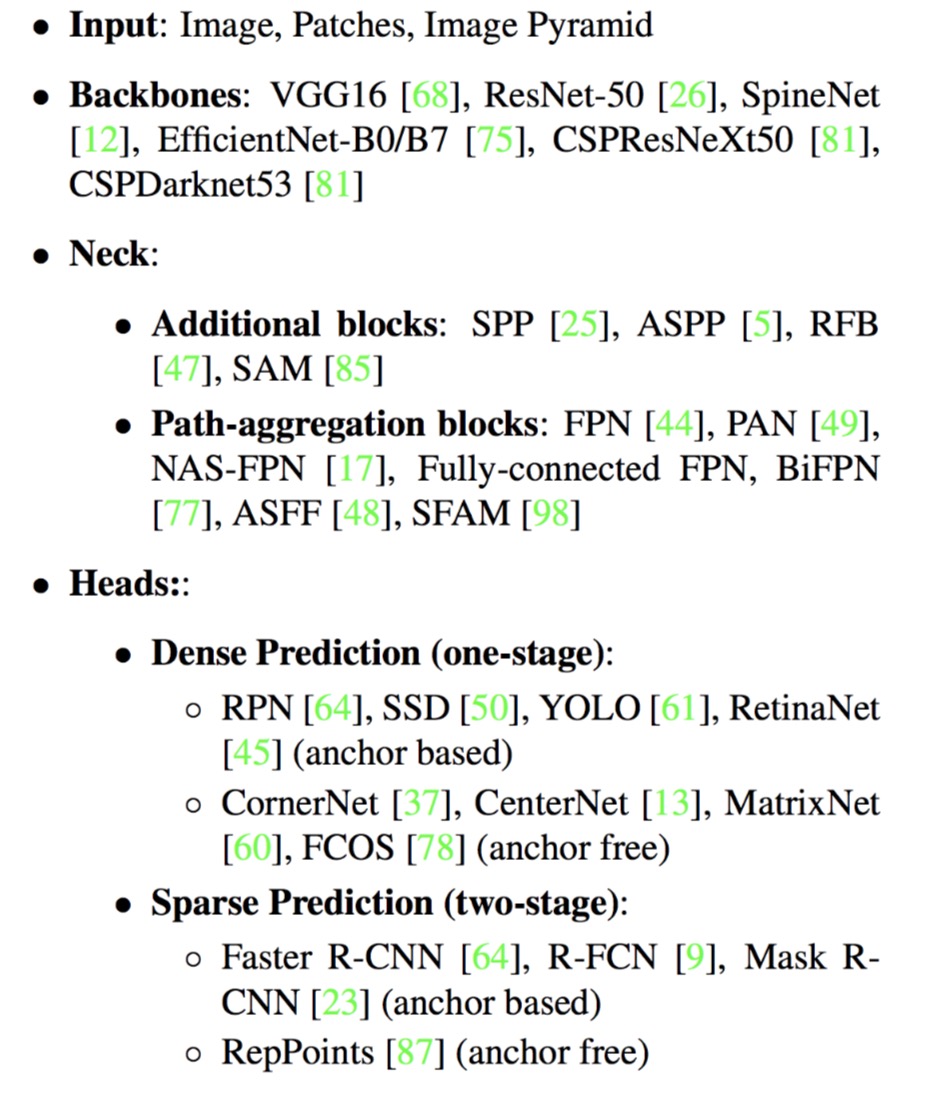 • Input: Image, Patches, Image Pyramid
• Backbones: VGG16 [68], ResNet-50 [26], SpineNet
[12], EfficientNet-B0/B7 [75], CSPResNeXt50 [81],
CSPDarknet53 [81]
• Neck:
• Additional blocks: SPP [25], ASPP [5], RFB
[47], SAM [85]
• Path-aggregation blocks: FPN [44], PAN [49],
NAS-FPN [17], Fully-connected FPN, BiFPN
[77], ASFF [48], SFAM [98]
• Heads::
• Dense Prediction (one-stage):
◦ RPN [64], SSD [50], YOLO [61], RetinaNet
[45] (anchor based)
◦ CornerNet [37], CenterNet [13], MatrixNet
[60], FCOS [78] (anchor free)
• Sparse Prediction (two-stage):
◦ Faster R-CNN [64], R-FCN [9], Mask R-
CNN [23] (anchor based)
◦ RepPoints [87] (anchor free)